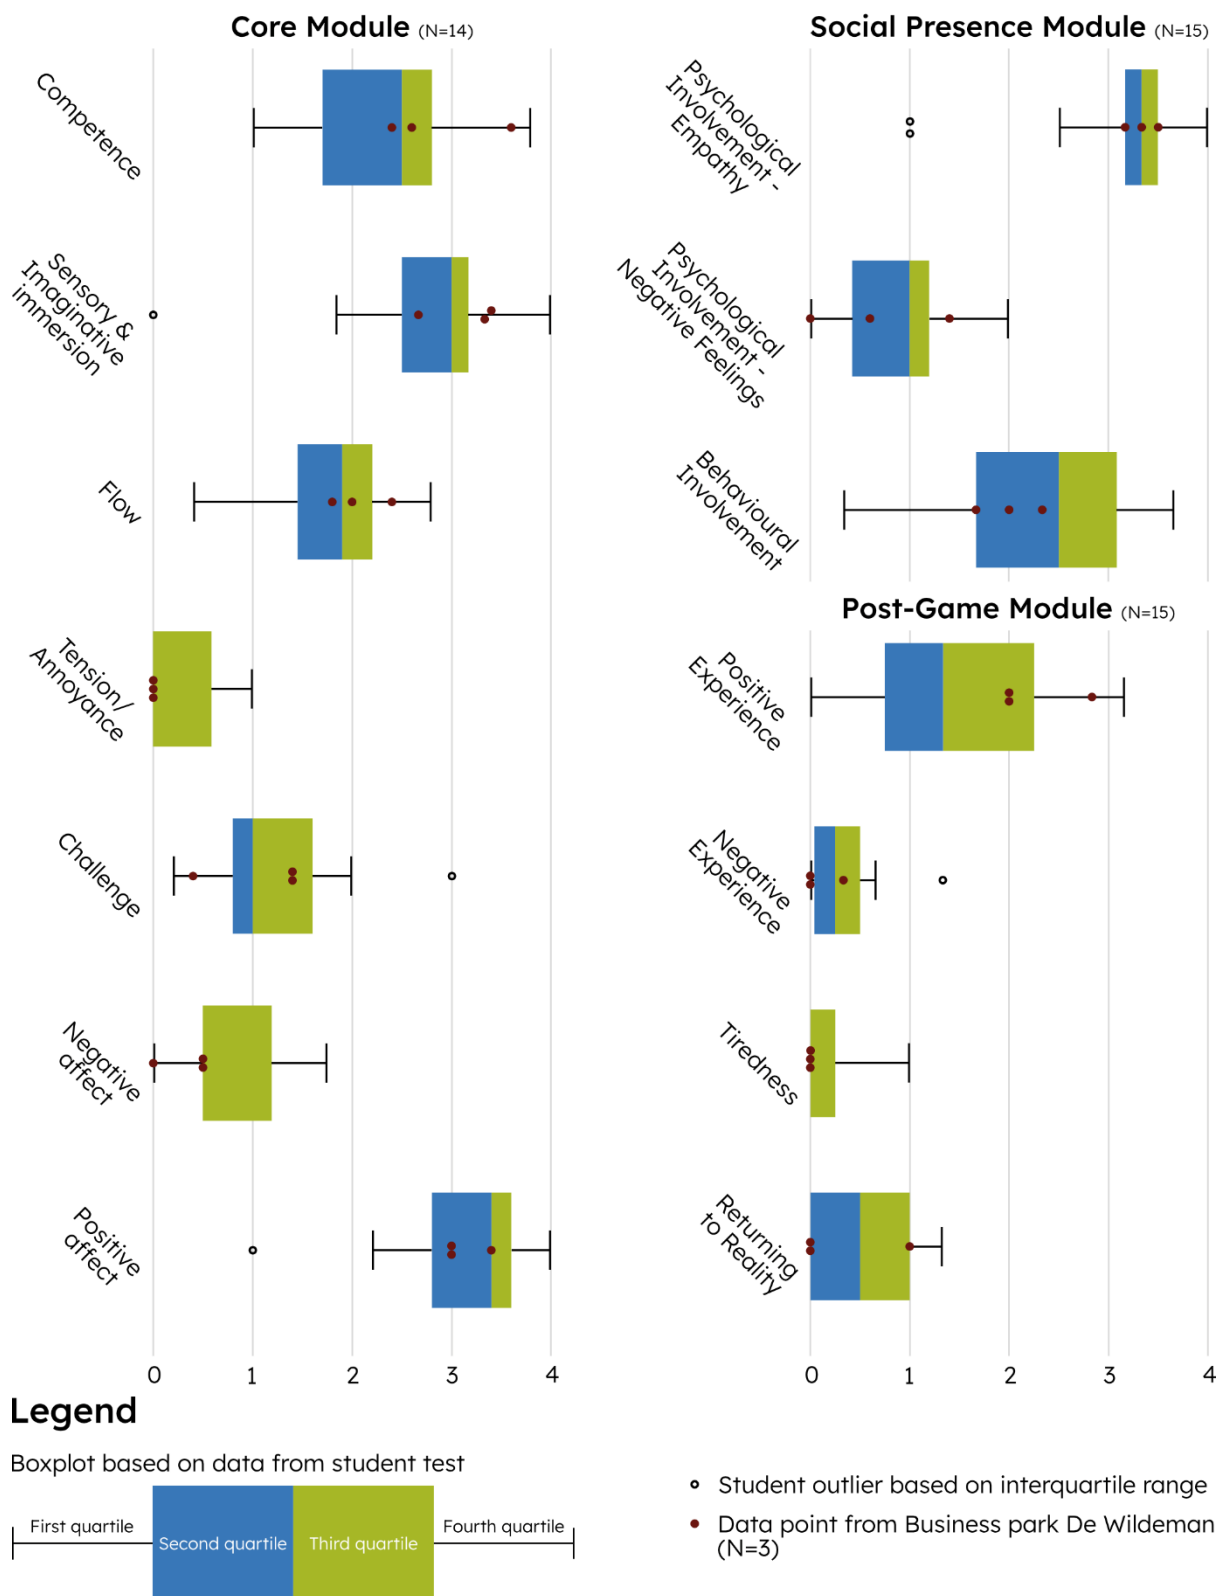 Core Module (N=14)
Competence
Sensory &
Imaginative
immersion
Flow
Tension/
Annoyance
Challenge
Negative
affect
Positive
affect
0 1 2 3 4
Social Presence Module (N=15)
Psychological
Involvement -
Empathy
Psychological
Involvement -
Negative Feelings
Behavioural
Involvement
Post-Game Module (N=15)
Positive
Experience
Negative
Experience
Tiredness
Returning
to Reality
0 1 2 3 4
Legend
Boxplot based on data from student test
First quartile
Second quartile
Third quartile
Fourth quartile
Student outlier based on interquartile range
Data point from Business park De Wildeman
(N=3)